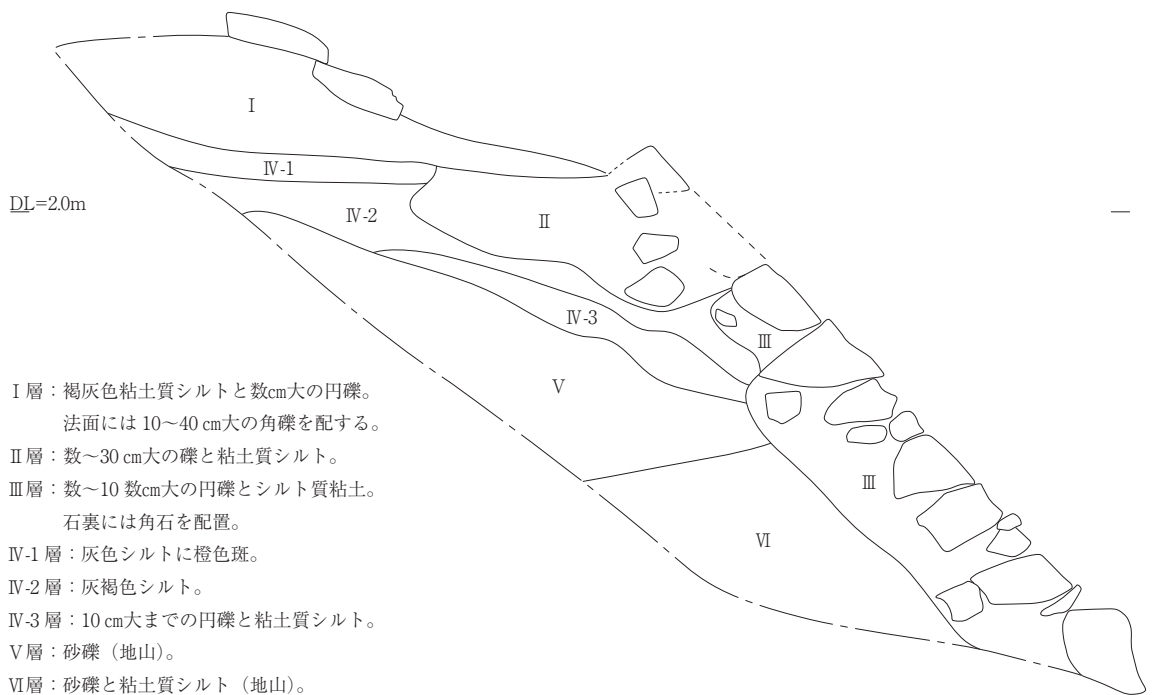 Ⅰ
Ⅳ-1
DL=2.0m
Ⅳ-2
Ⅱ
Ⅳ-3
Ⅲ
Ⅴ
Ⅲ
Ⅵ
Ⅰ層：褐灰色粘土質シルトと数㎝大の円礫。
法面には 10～40 ㎝大の角礫を配する。
Ⅱ層：数～30 ㎝大の礫と粘土質シルト。
Ⅲ層：数～10 数㎝大の円礫とシルト質粘土。
石裏には角石を配置。
Ⅳ-1 層：灰色シルトに橙色斑。
Ⅳ-2 層：灰褐色シルト。
Ⅳ-3 層：10 ㎝大までの円礫と粘土質シルト。
Ⅴ層：砂礫（地山）。
Ⅵ層：砂礫と粘土質シルト（地山）。